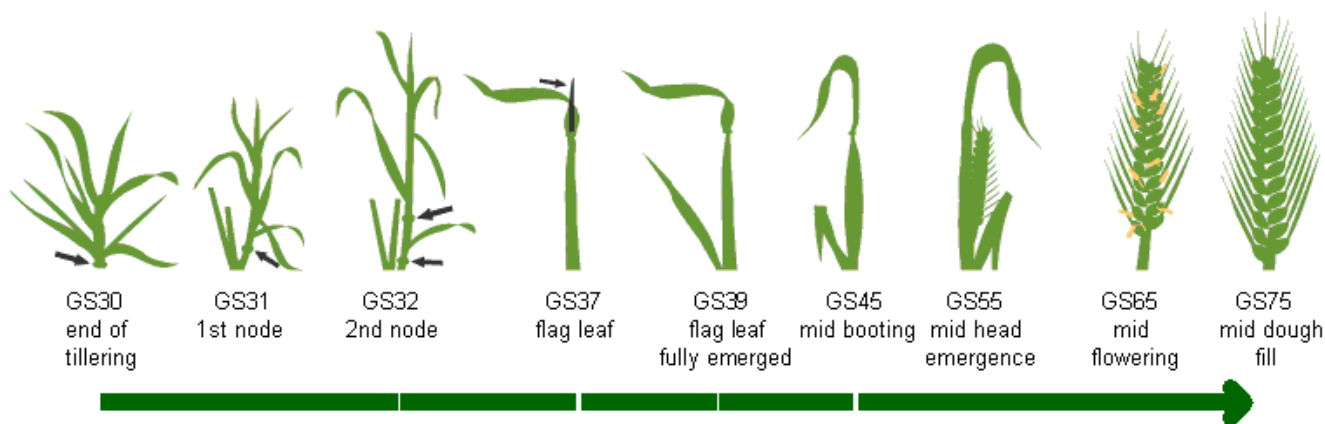 GS30
end of
tillering
GS31
1st node
GS32
2nd node
GS37
flag leaf
GS39
flag leaf
fully emerged
GS45
mid booting
GS55
mid head
emergence
GS65
mid
flowering
GS75
mid dough
fill